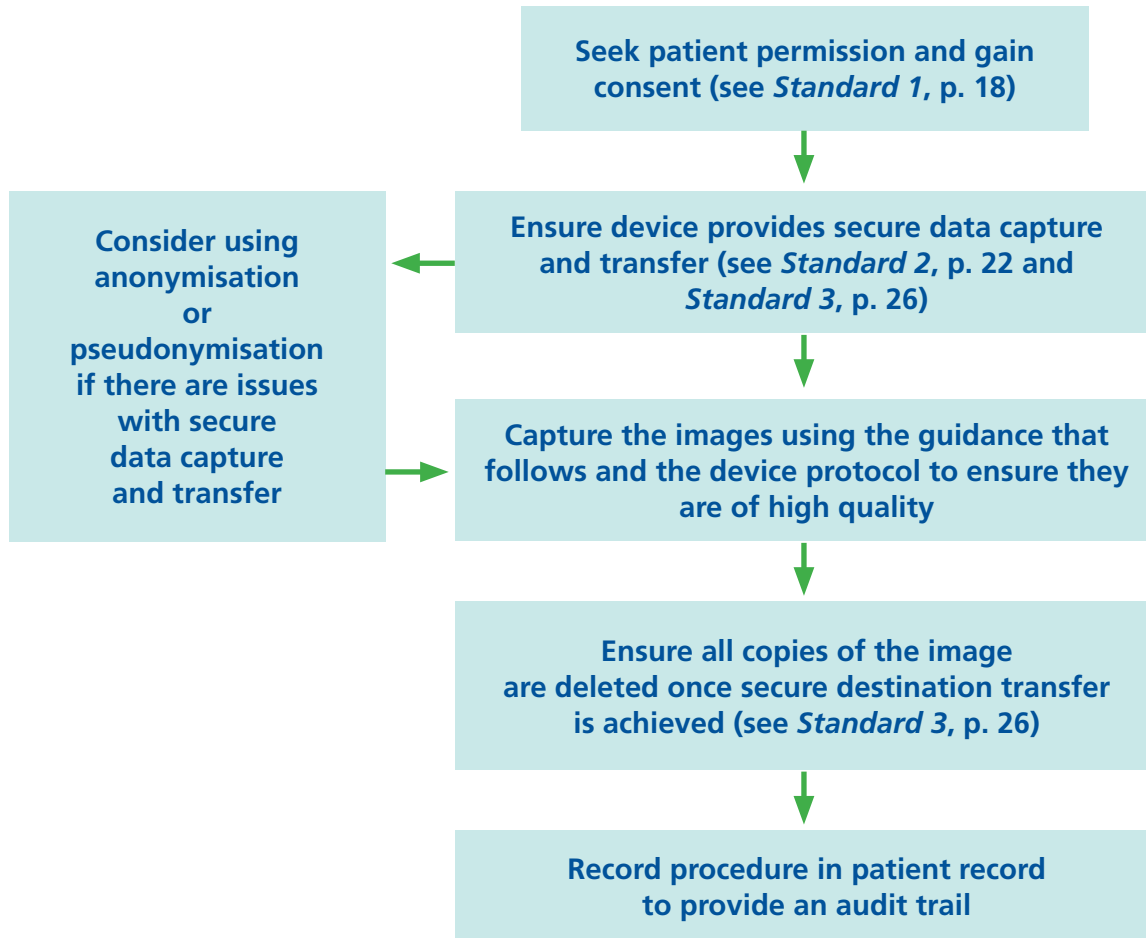 Seek patient permission and gain
consent (see Standard 1, p. 18)
Ensure device provides secure data capture
and transfer (see Standard 2, p. 22 and
Standard 3, p. 26)
Consider using
anonymisation
or
pseudonymisation
if there are issues
with secure
data capture
and transfer
Capture the images using the guidance that
follows and the device protocol to ensure they
are of high quality
Ensure all copies of the image
are deleted once secure destination transfer
is achieved (see Standard 3, p. 26)
Record procedure in patient record
to provide an audit trail